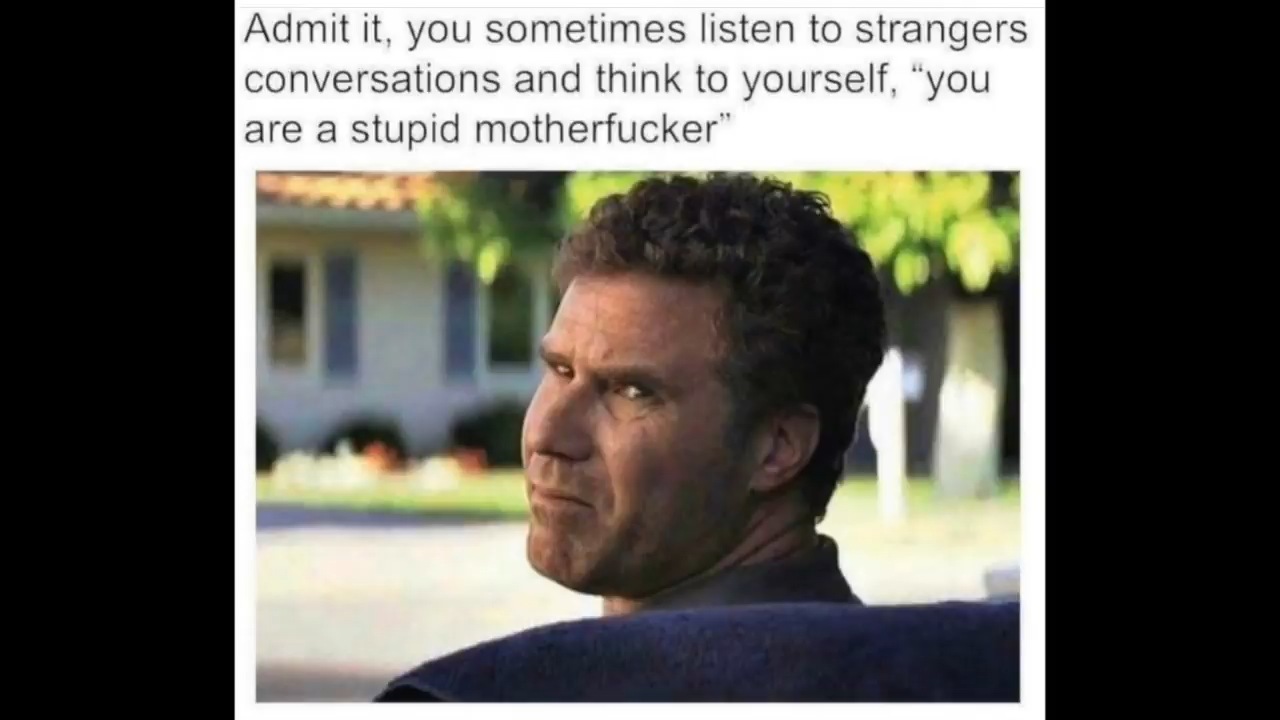 Admit it, you sometimes listen to strangers
conversations and think to yourself, “you
are a stupid motherfucker”